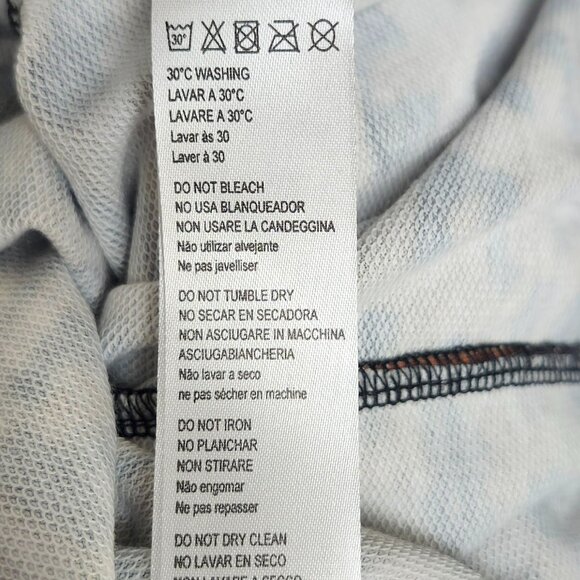 30°
30°C WASHING
LAVAR A 30°C
LAVARE A 30°C
Lavar às 30
Laver à 30
DO NOT BLEACH
NO USA BLANQUEADOR
NON USARE LA CANDEGGINA
Não utilizar alvejante
Ne pas javelliser
DO NOT TUMBLE DRY
NO SECAR EN SECADORA
NON ASCIUGARE IN MACCHINA
ASCIUGABIANCHERIA
Não lavar a seco
ne pas sécher en machine
DO NOT IRON
NO PLANCHAR
NON STIRARE
Não engomar
Ne pas repasser
DO NOT DRY CLEAN
NO LAVAR EN SECO